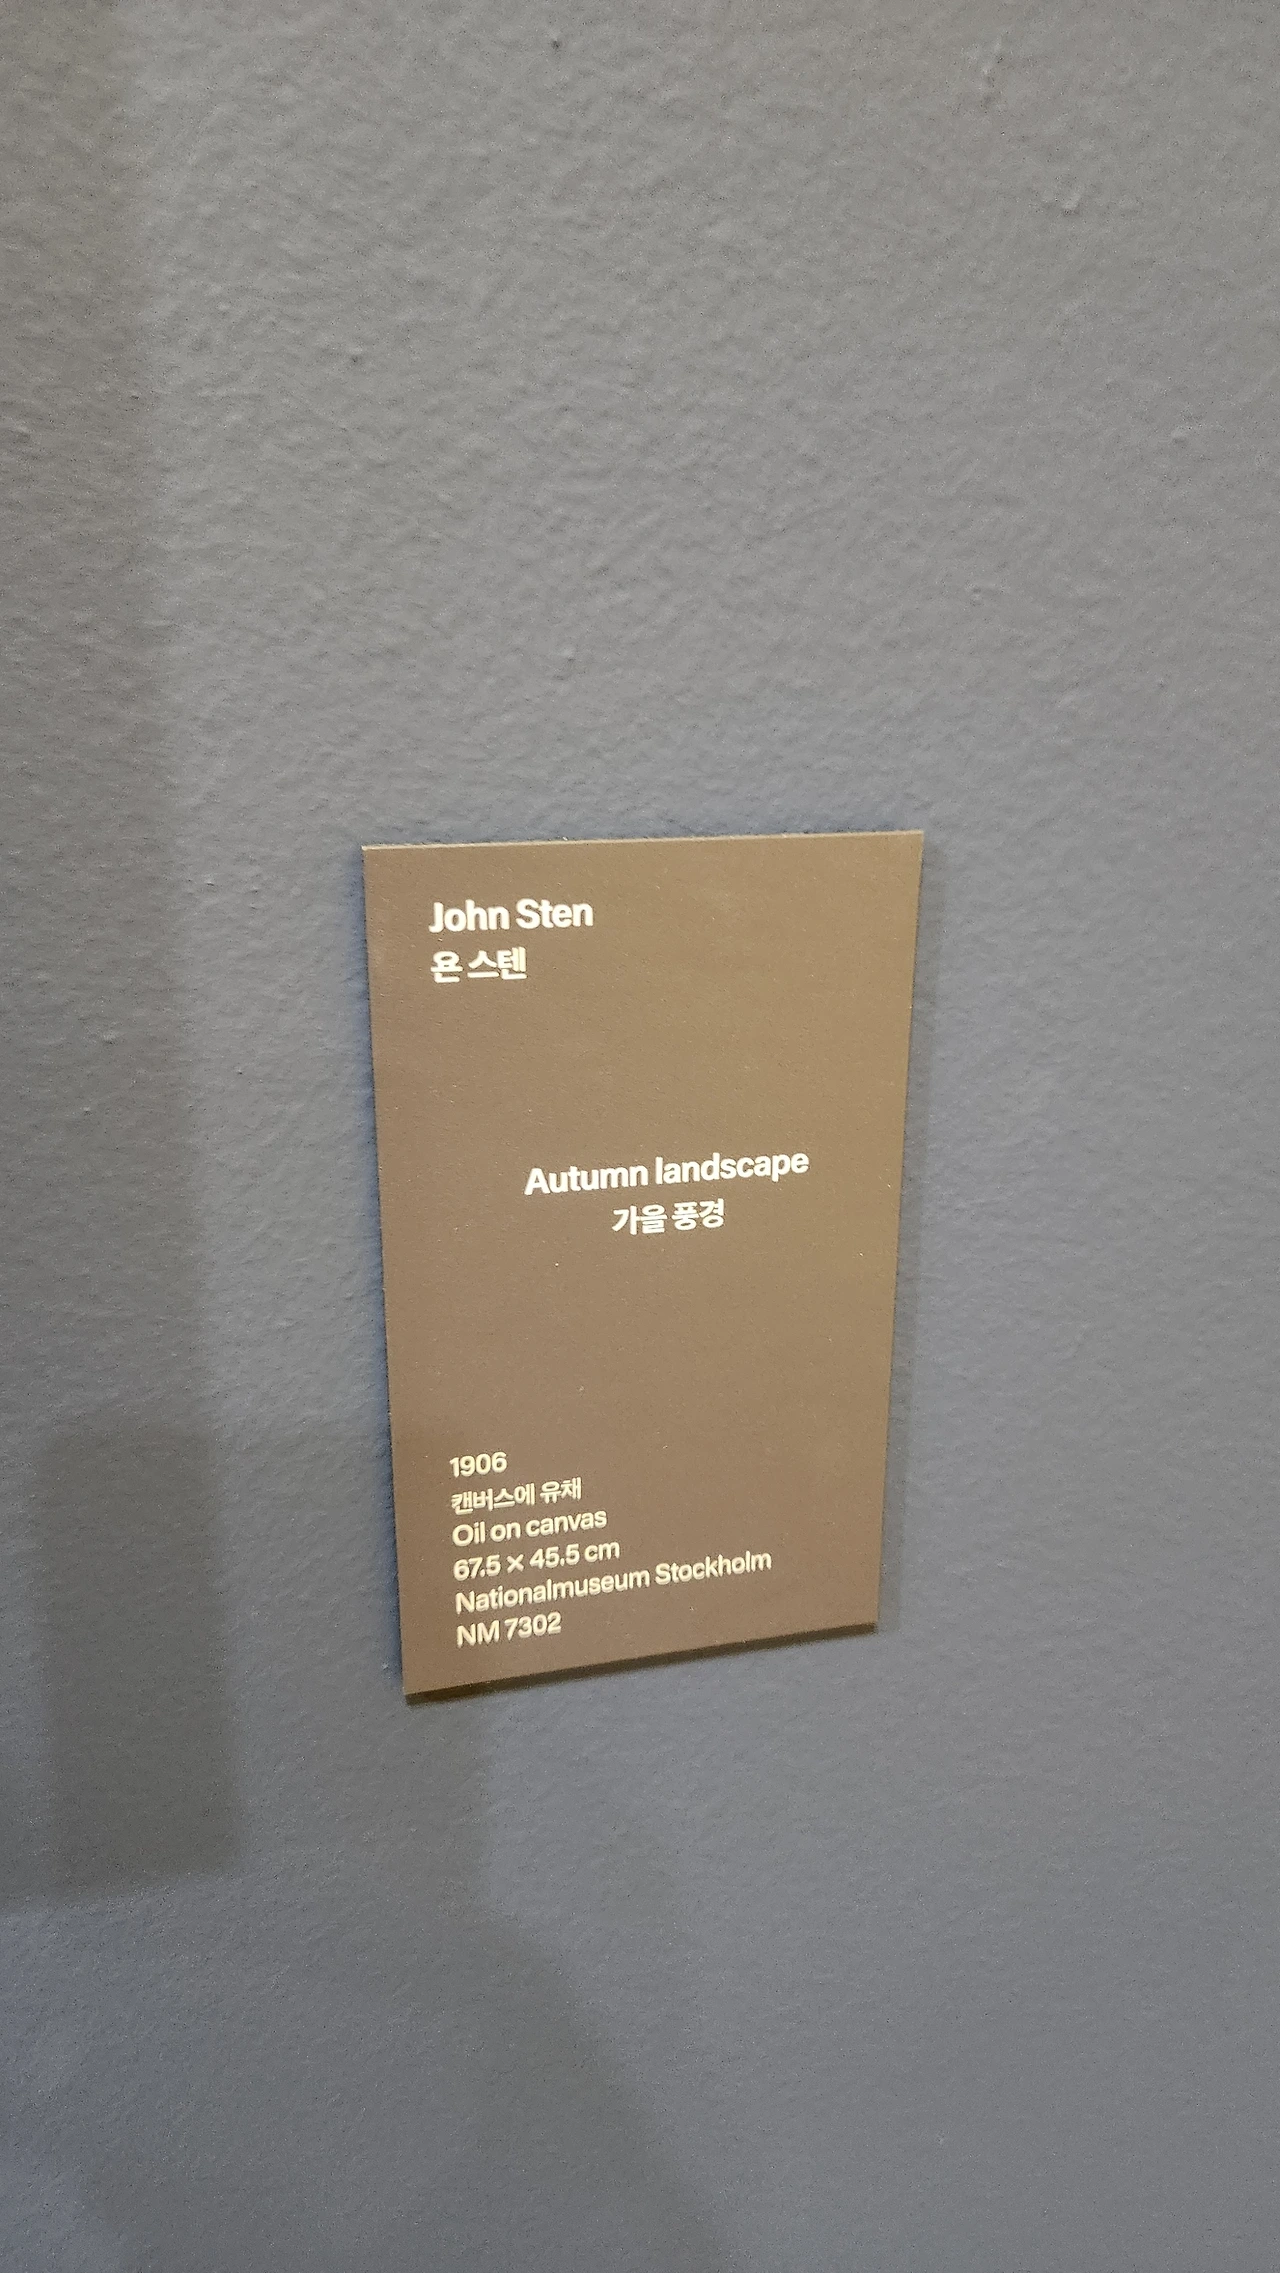 John Sten
욘 스텐
Autumn landscape
가을 풍경
1906
캔버스에 유채
Oil on canvas
67.5 × 45.5 cm
Nationalmuseum Stockholm
NM 7302